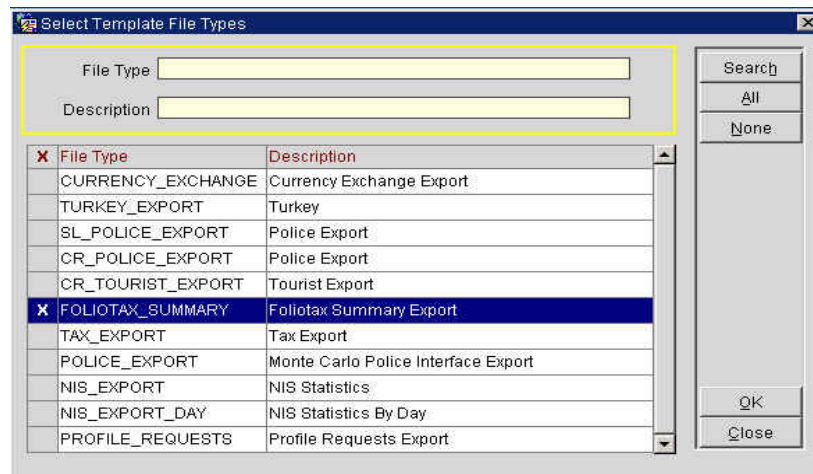 Select Template File Types
File Type
Description
Search
All
None
X File Type Description
CURRENCY_EXCHANGE Currency Exchange Export
TURKEY_EXPORT Turkey
SL_POLICE_EXPORT Police Export
CR_POLICE_EXPORT Police Export
CR_TOURIST_EXPORT Tourist Export
X FOLIOTAX_SUMMARY Foliotax Summary Export
TAX_EXPORT Tax Export
POLICE_EXPORT Monte Carlo Police Interface Export
NIS_EXPORT NIS Statistics
NIS_EXPORT_DAY NIS Statistics By Day
PROFILE_REQUESTS Profile Requests Export
OK
Close